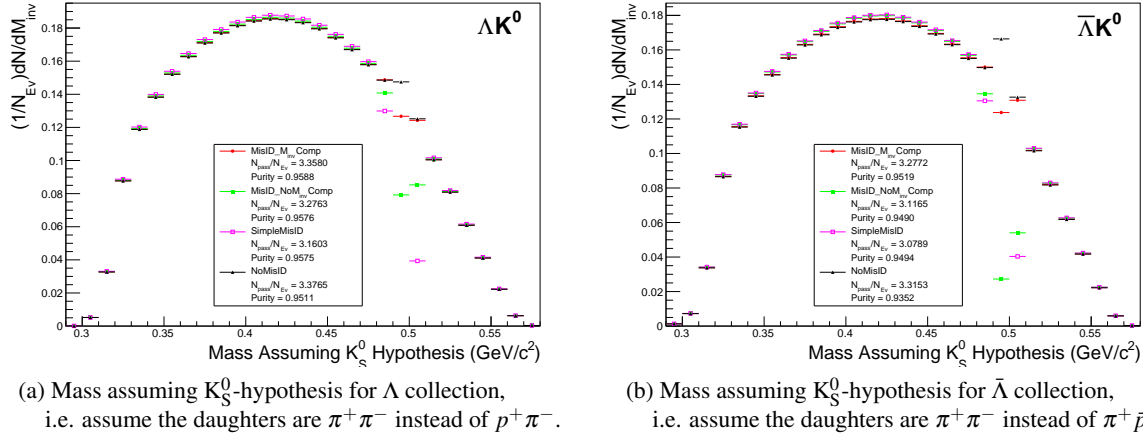 ΛK⁰
(1/N_Ev)dN/dM_inv
0.18
0.16
0.14
0.12
0.1
0.08
0.06
0.04
0.02
0
MisID_M_inv_Comp
N_pass/N_Ev = 3.3580
Purity = 0.9588
MisID_NoM_inv_Comp
N_pass/N_Ev = 3.2763
Purity = 0.9576
SimpleMisID
N_pass/N_Ev = 3.1603
Purity = 0.9575
NoMisID
N_pass/N_Ev = 3.3765
Purity = 0.9511
0.3 0.35 0.4 0.45 0.5 0.55
Mass Assuming K⁰_S Hypothesis (GeV/c²)
(a) Mass assuming K⁰_S-hypothesis for Λ collection,
i.e. assume the daughters are π⁺π⁻ instead of p⁺π⁻.
Λ̄K⁰
(1/N_Ev)dN/dM_inv
0.18
0.16
0.14
0.12
0.1
0.08
0.06
0.04
0.02
0
MisID_M_inv_Comp
N_pass/N_Ev = 3.2772
Purity = 0.9519
MisID_NoM_inv_Comp
N_pass/N_Ev = 3.1165
Purity = 0.9490
SimpleMisID
N_pass/N_Ev = 3.0789
Purity = 0.9494
NoMisID
N_pass/N_Ev = 3.3153
Purity = 0.9352
0.3 0.35 0.4 0.45 0.5 0.55
Mass Assuming K⁰_S Hypothesis (GeV/c²)
(b) Mass assuming K⁰_S-hypothesis for Λ̄ collection,
i.e. assume the daughters are π⁺π⁻ instead of π⁺p̄